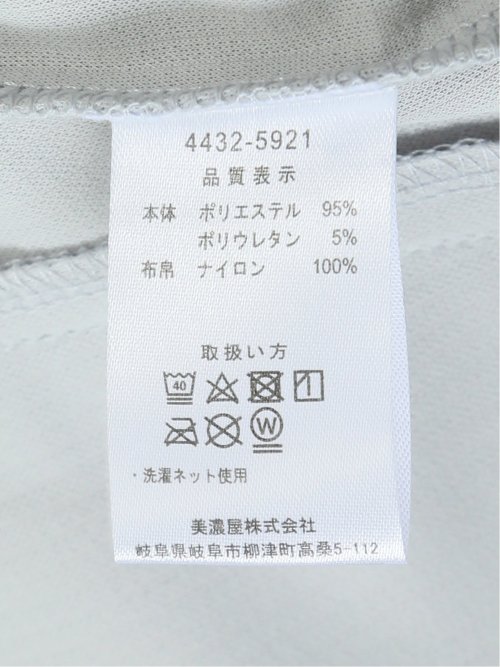 4432-5921
品質表示
本体 ポリエステル 95%
ポリウレタン 5%
布帛 ナイロン 100%
取扱い方
40
W
・洗濯ネット使用
美濃屋株式会社
岐阜県岐阜市柳津町高桑5-112